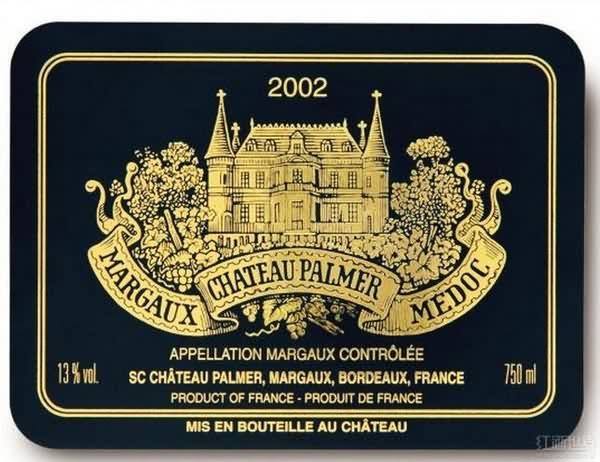 2002
MARGAUX
CHATEAU PALMER
MEDOC
APPELLATION MARGAUX CONTRÔLÉE
13 % vol.
SC CHÂTEAU PALMER, MARGAUX, BORDEAUX, FRANCE
750 ml
PRODUCT OF FRANCE - PRODUIT DE FRANCE
MIS EN BOUTEILLE AU CHÂTEAU